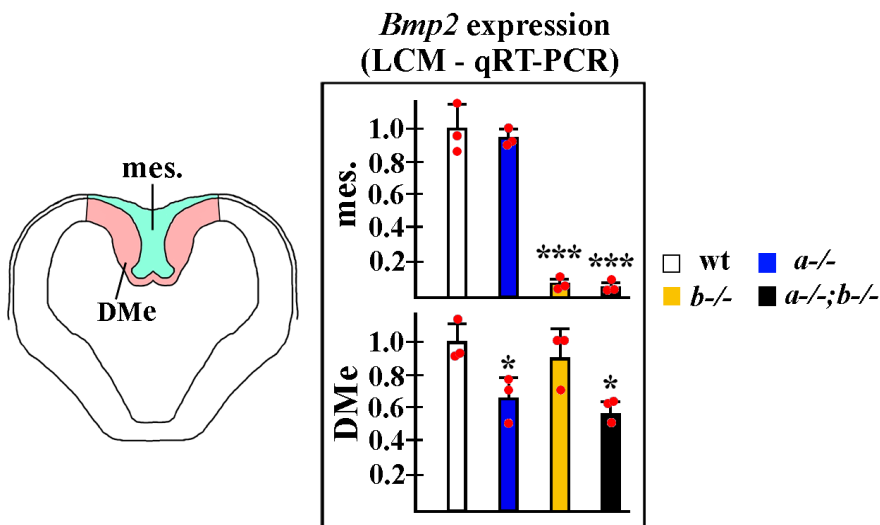 Bmp2 expression
(LCM - qRT-PCR)
mes.
DMe
mes.
1.0
0.8
0.6
0.4
0.2
***
***
DMe
1.0
0.8
0.6
0.4
0.2
*
*
wt
a-/-
b-/-
a-/-;b-/-